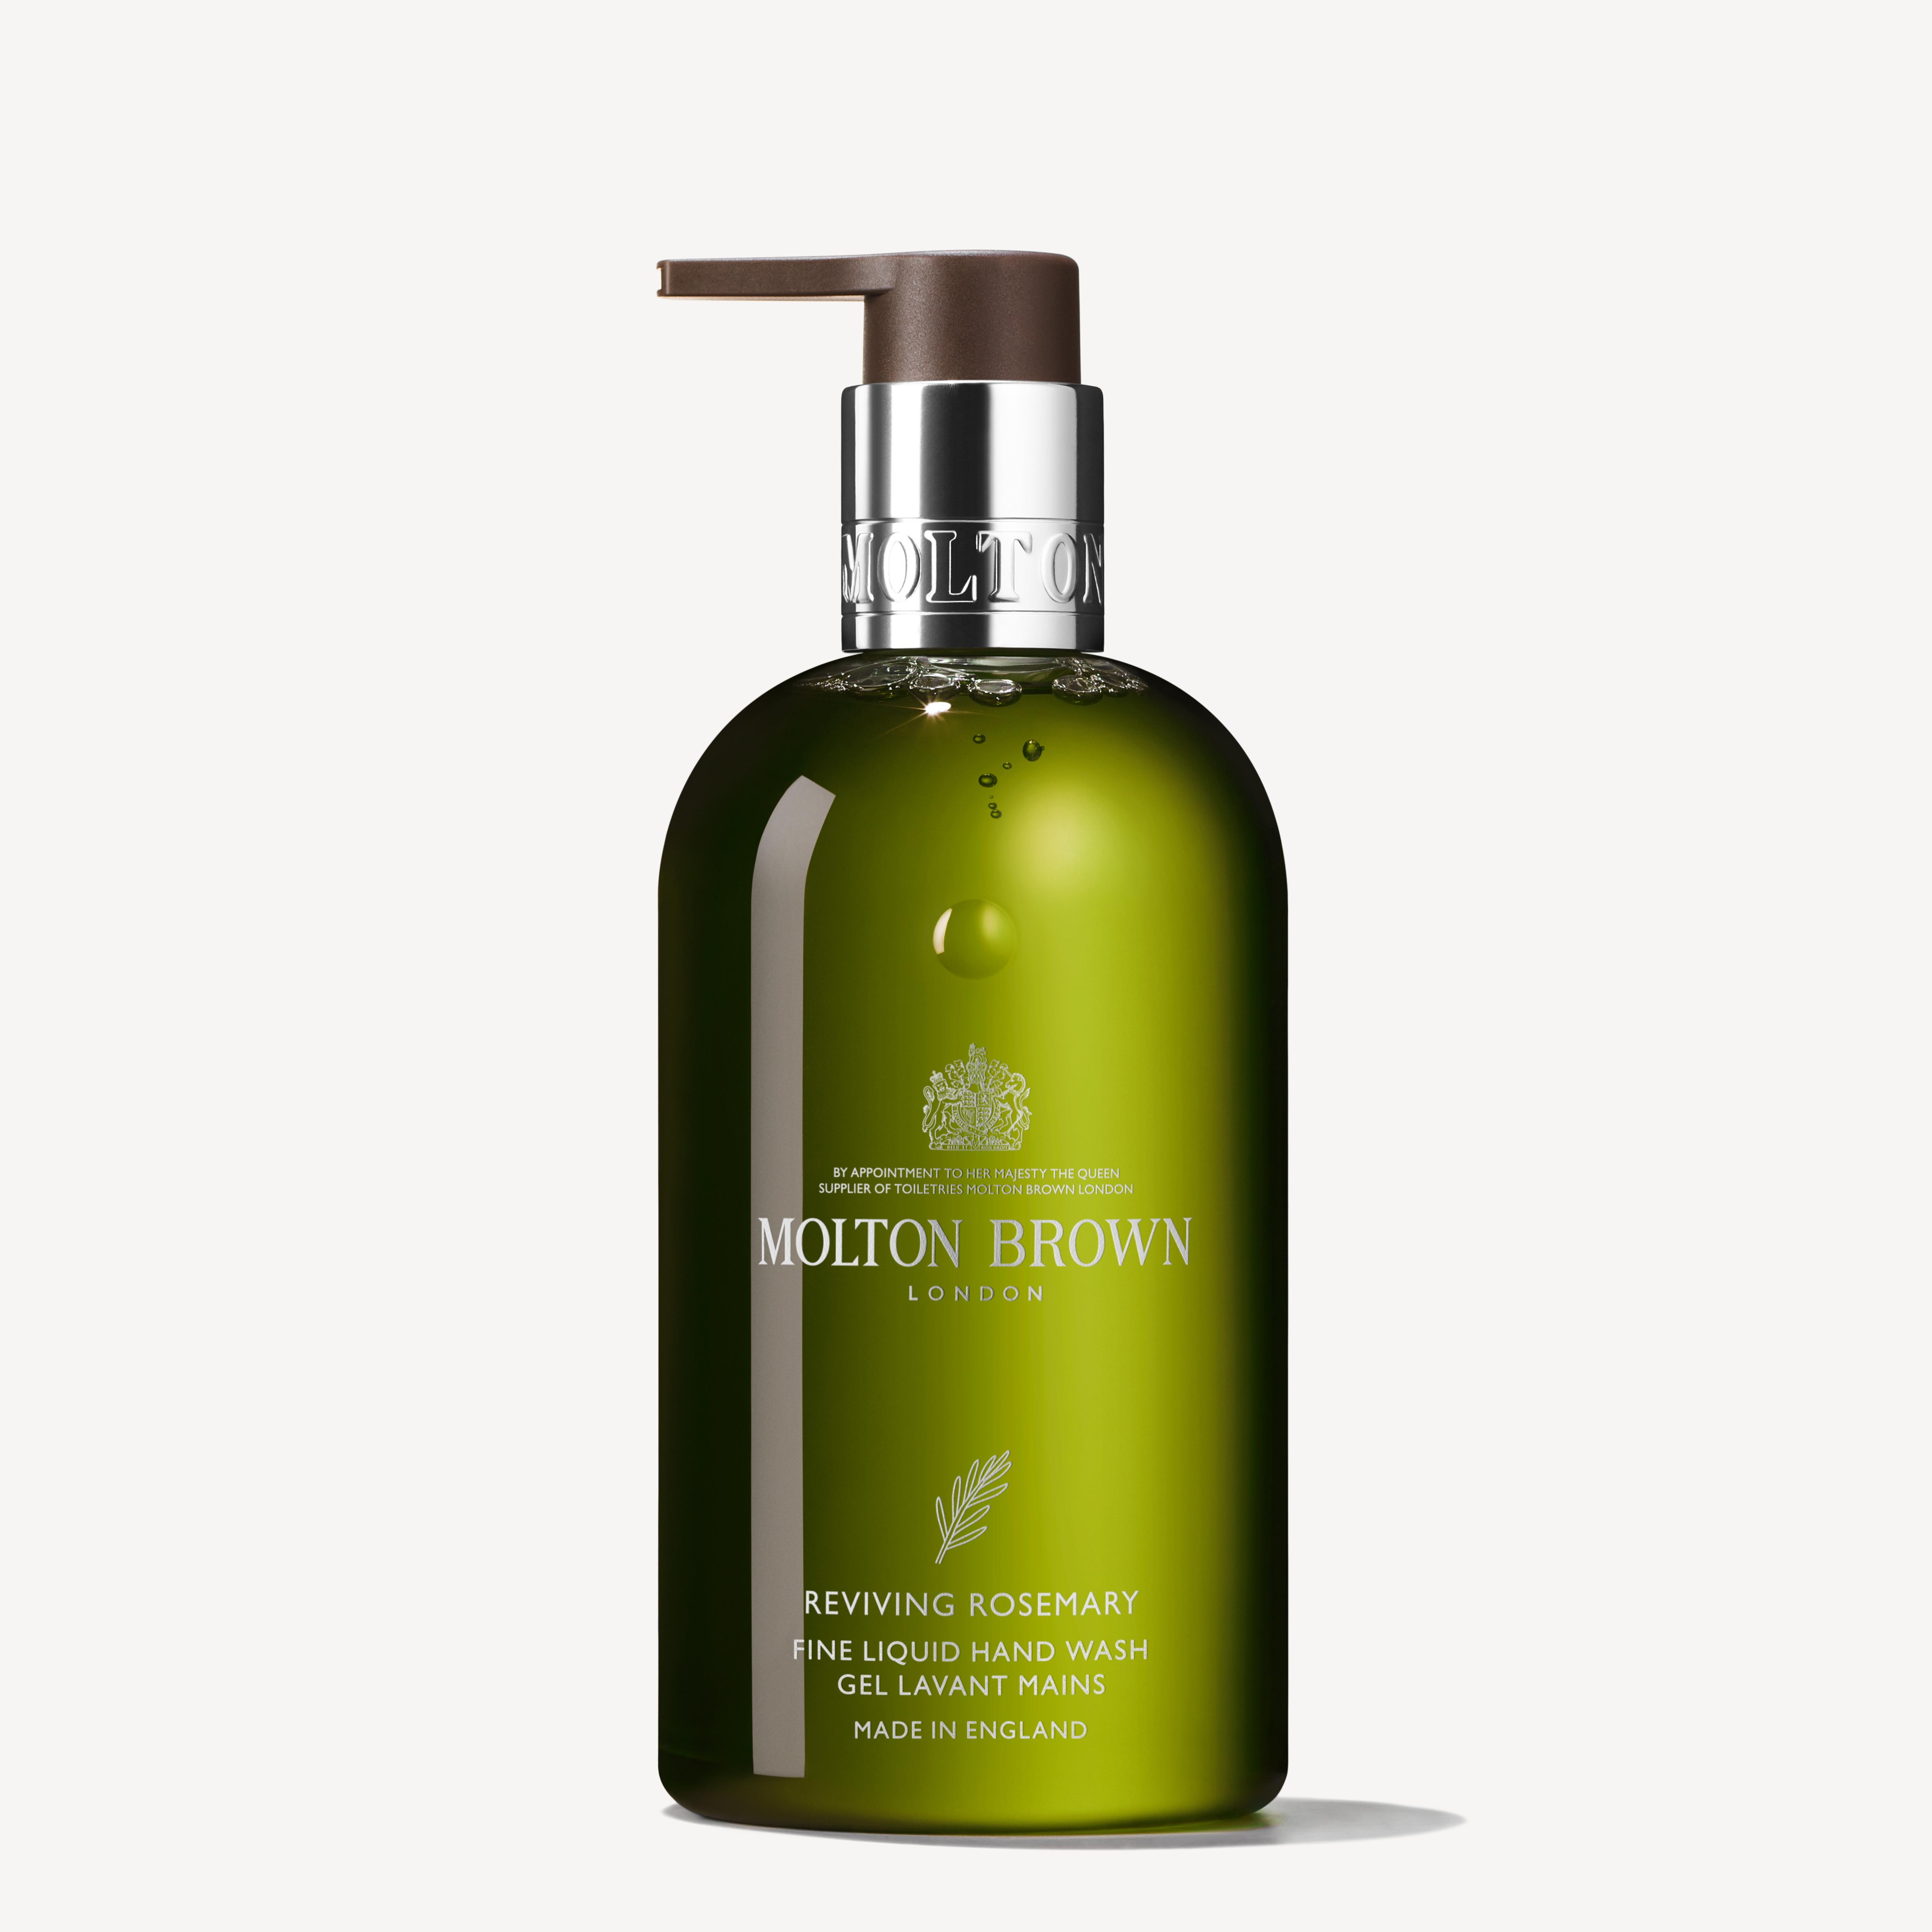 MOLTON
BY APPOINTMENT TO HER MAJESTY THE QUEEN
SUPPLIER OF TOILETRIES MOLTON BROWN LONDON
MOLTON BROWN
LONDON
REVIVING ROSEMARY
FINE LIQUID HAND WASH
GEL LAVANT MAINS
MADE IN ENGLAND